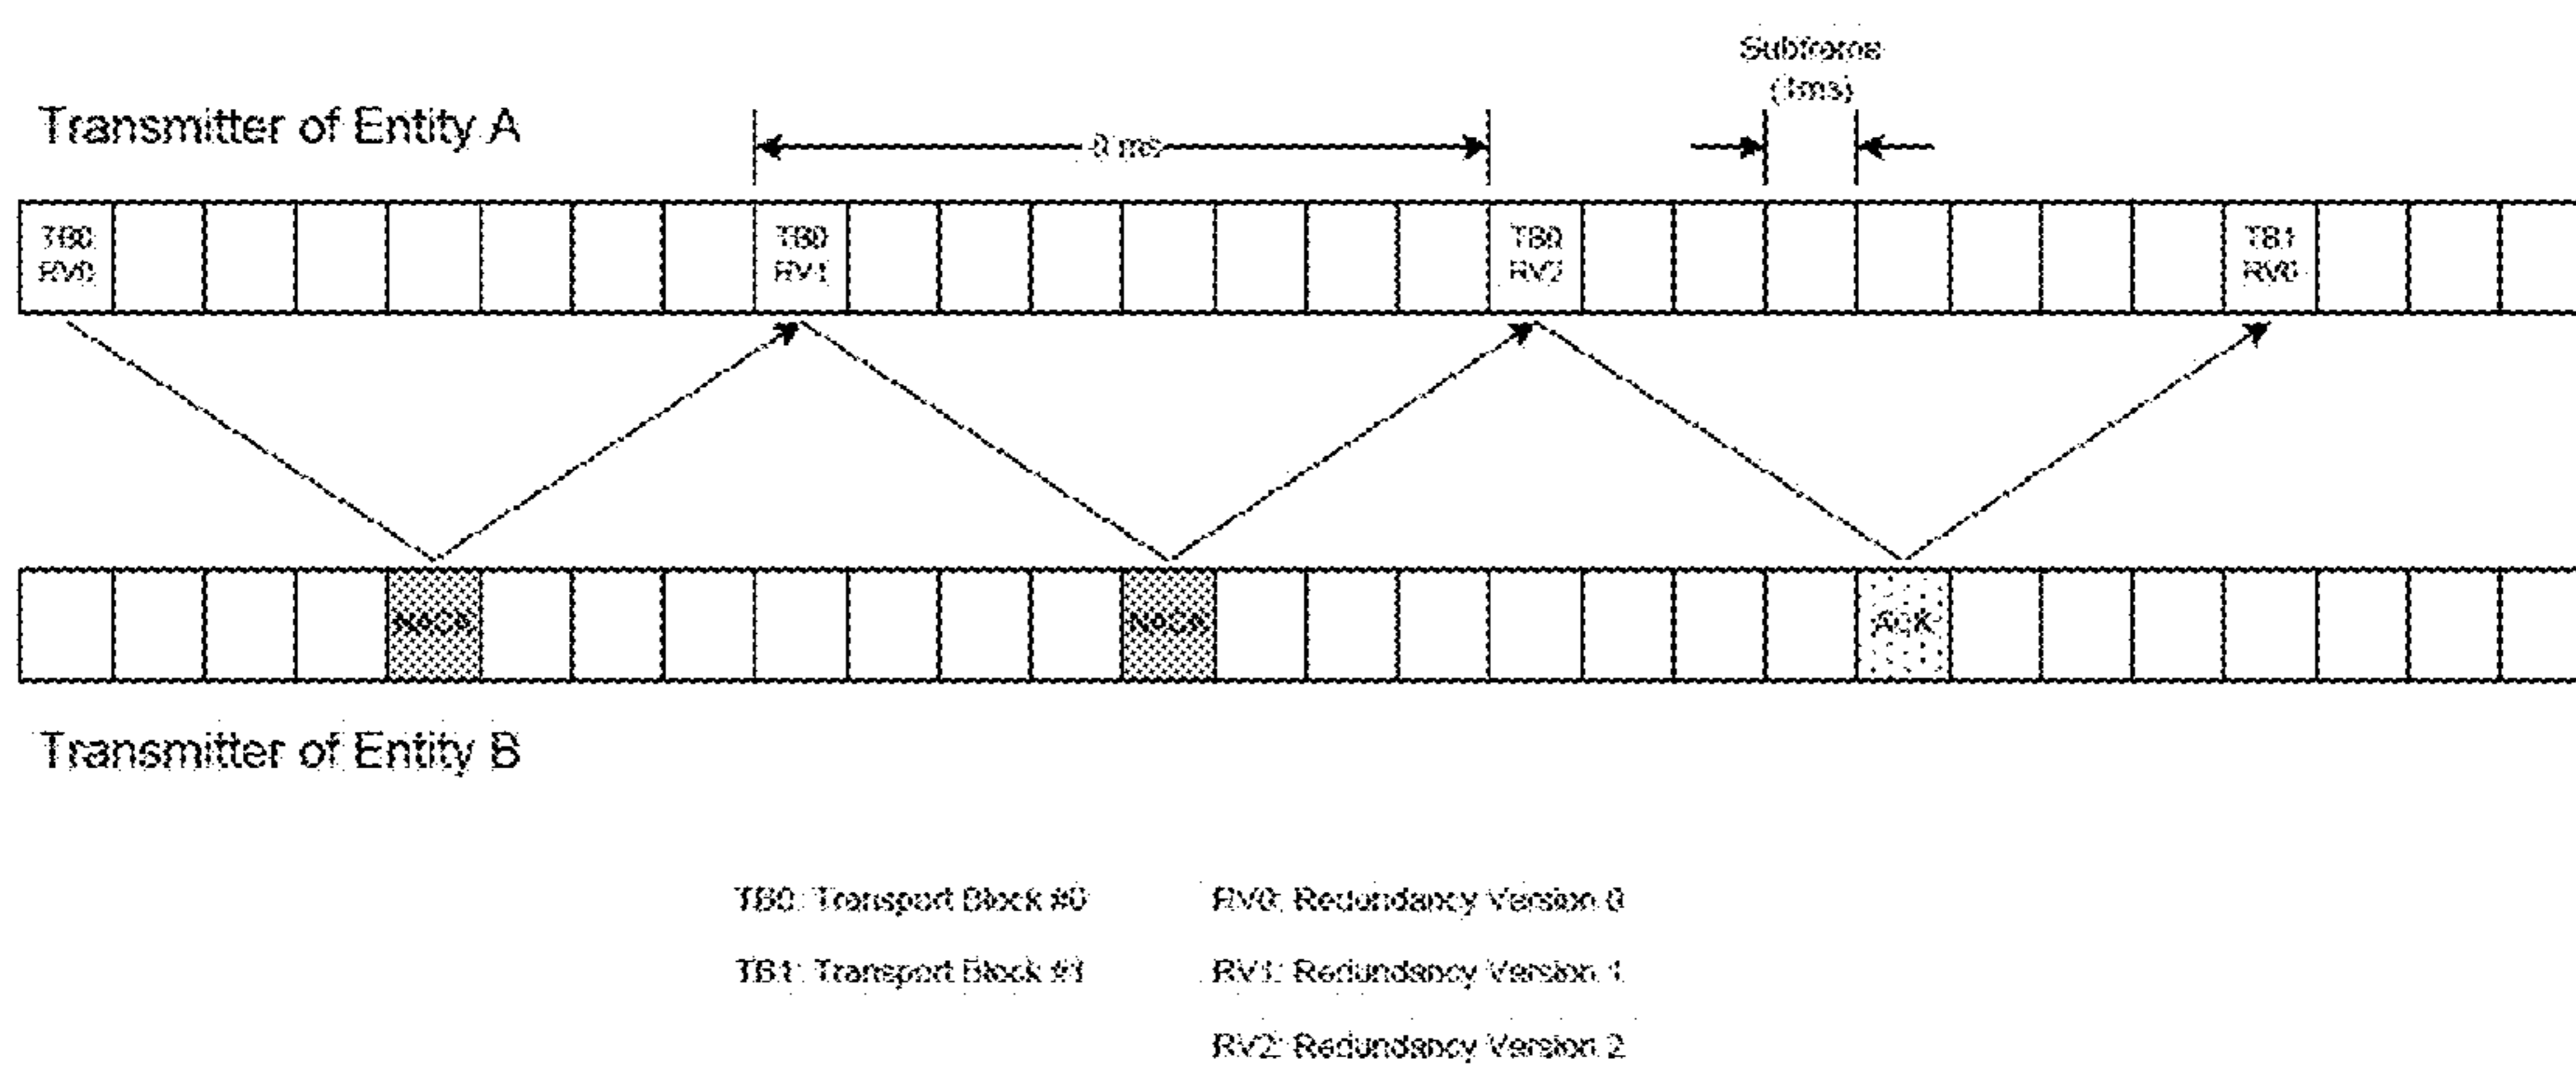 Subframe
(1ms)
Transmitter of Entity A
8 ms
TB0 TB0 TB0 TB1
RV0 RV1 RV2 RV0
NACK NACK ACK
Transmitter of Entity B
TB0: Transport Block #0 RV0: Redundancy Version 0
TB1: Transport Block #1 RV1: Redundancy Version 1
RV2: Redundancy Version 2